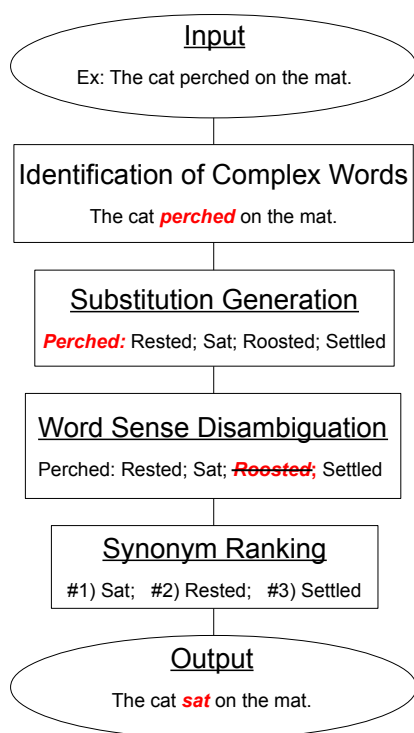 Input
Ex: The cat perched on the mat.
Identification of Complex Words
The cat perched on the mat.
Substitution Generation
Perched: Rested; Sat; Roosted; Settled
Word Sense Disambiguation
Perched: Rested; Sat; Roosted; Settled
Synonym Ranking
#1) Sat;   #2) Rested;   #3) Settled
Output
The cat sat on the mat.